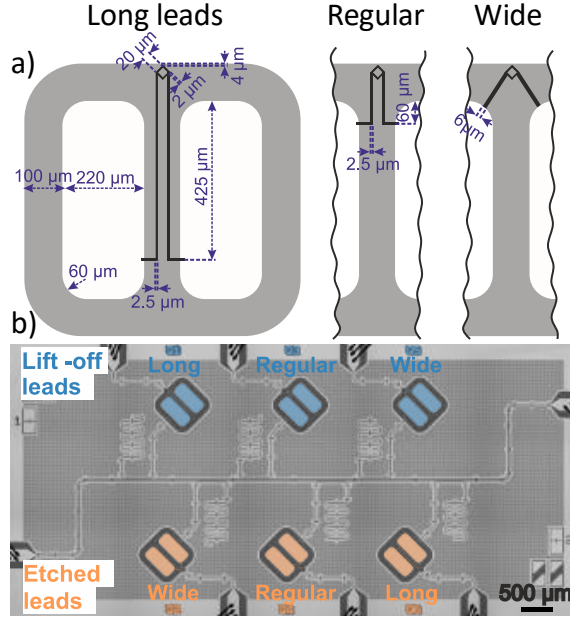 Long leads
Regular
Wide
a)
20 µm
2 µm
4 µm
60 µm
6µm
2.5 µm
100 µm
220 µm
425 µm
60 µm
2.5 µm
b)
Lift -off
leads
Long
Regular
Wide
1
Etched
leads
Wide
Regular
Long
500 µm